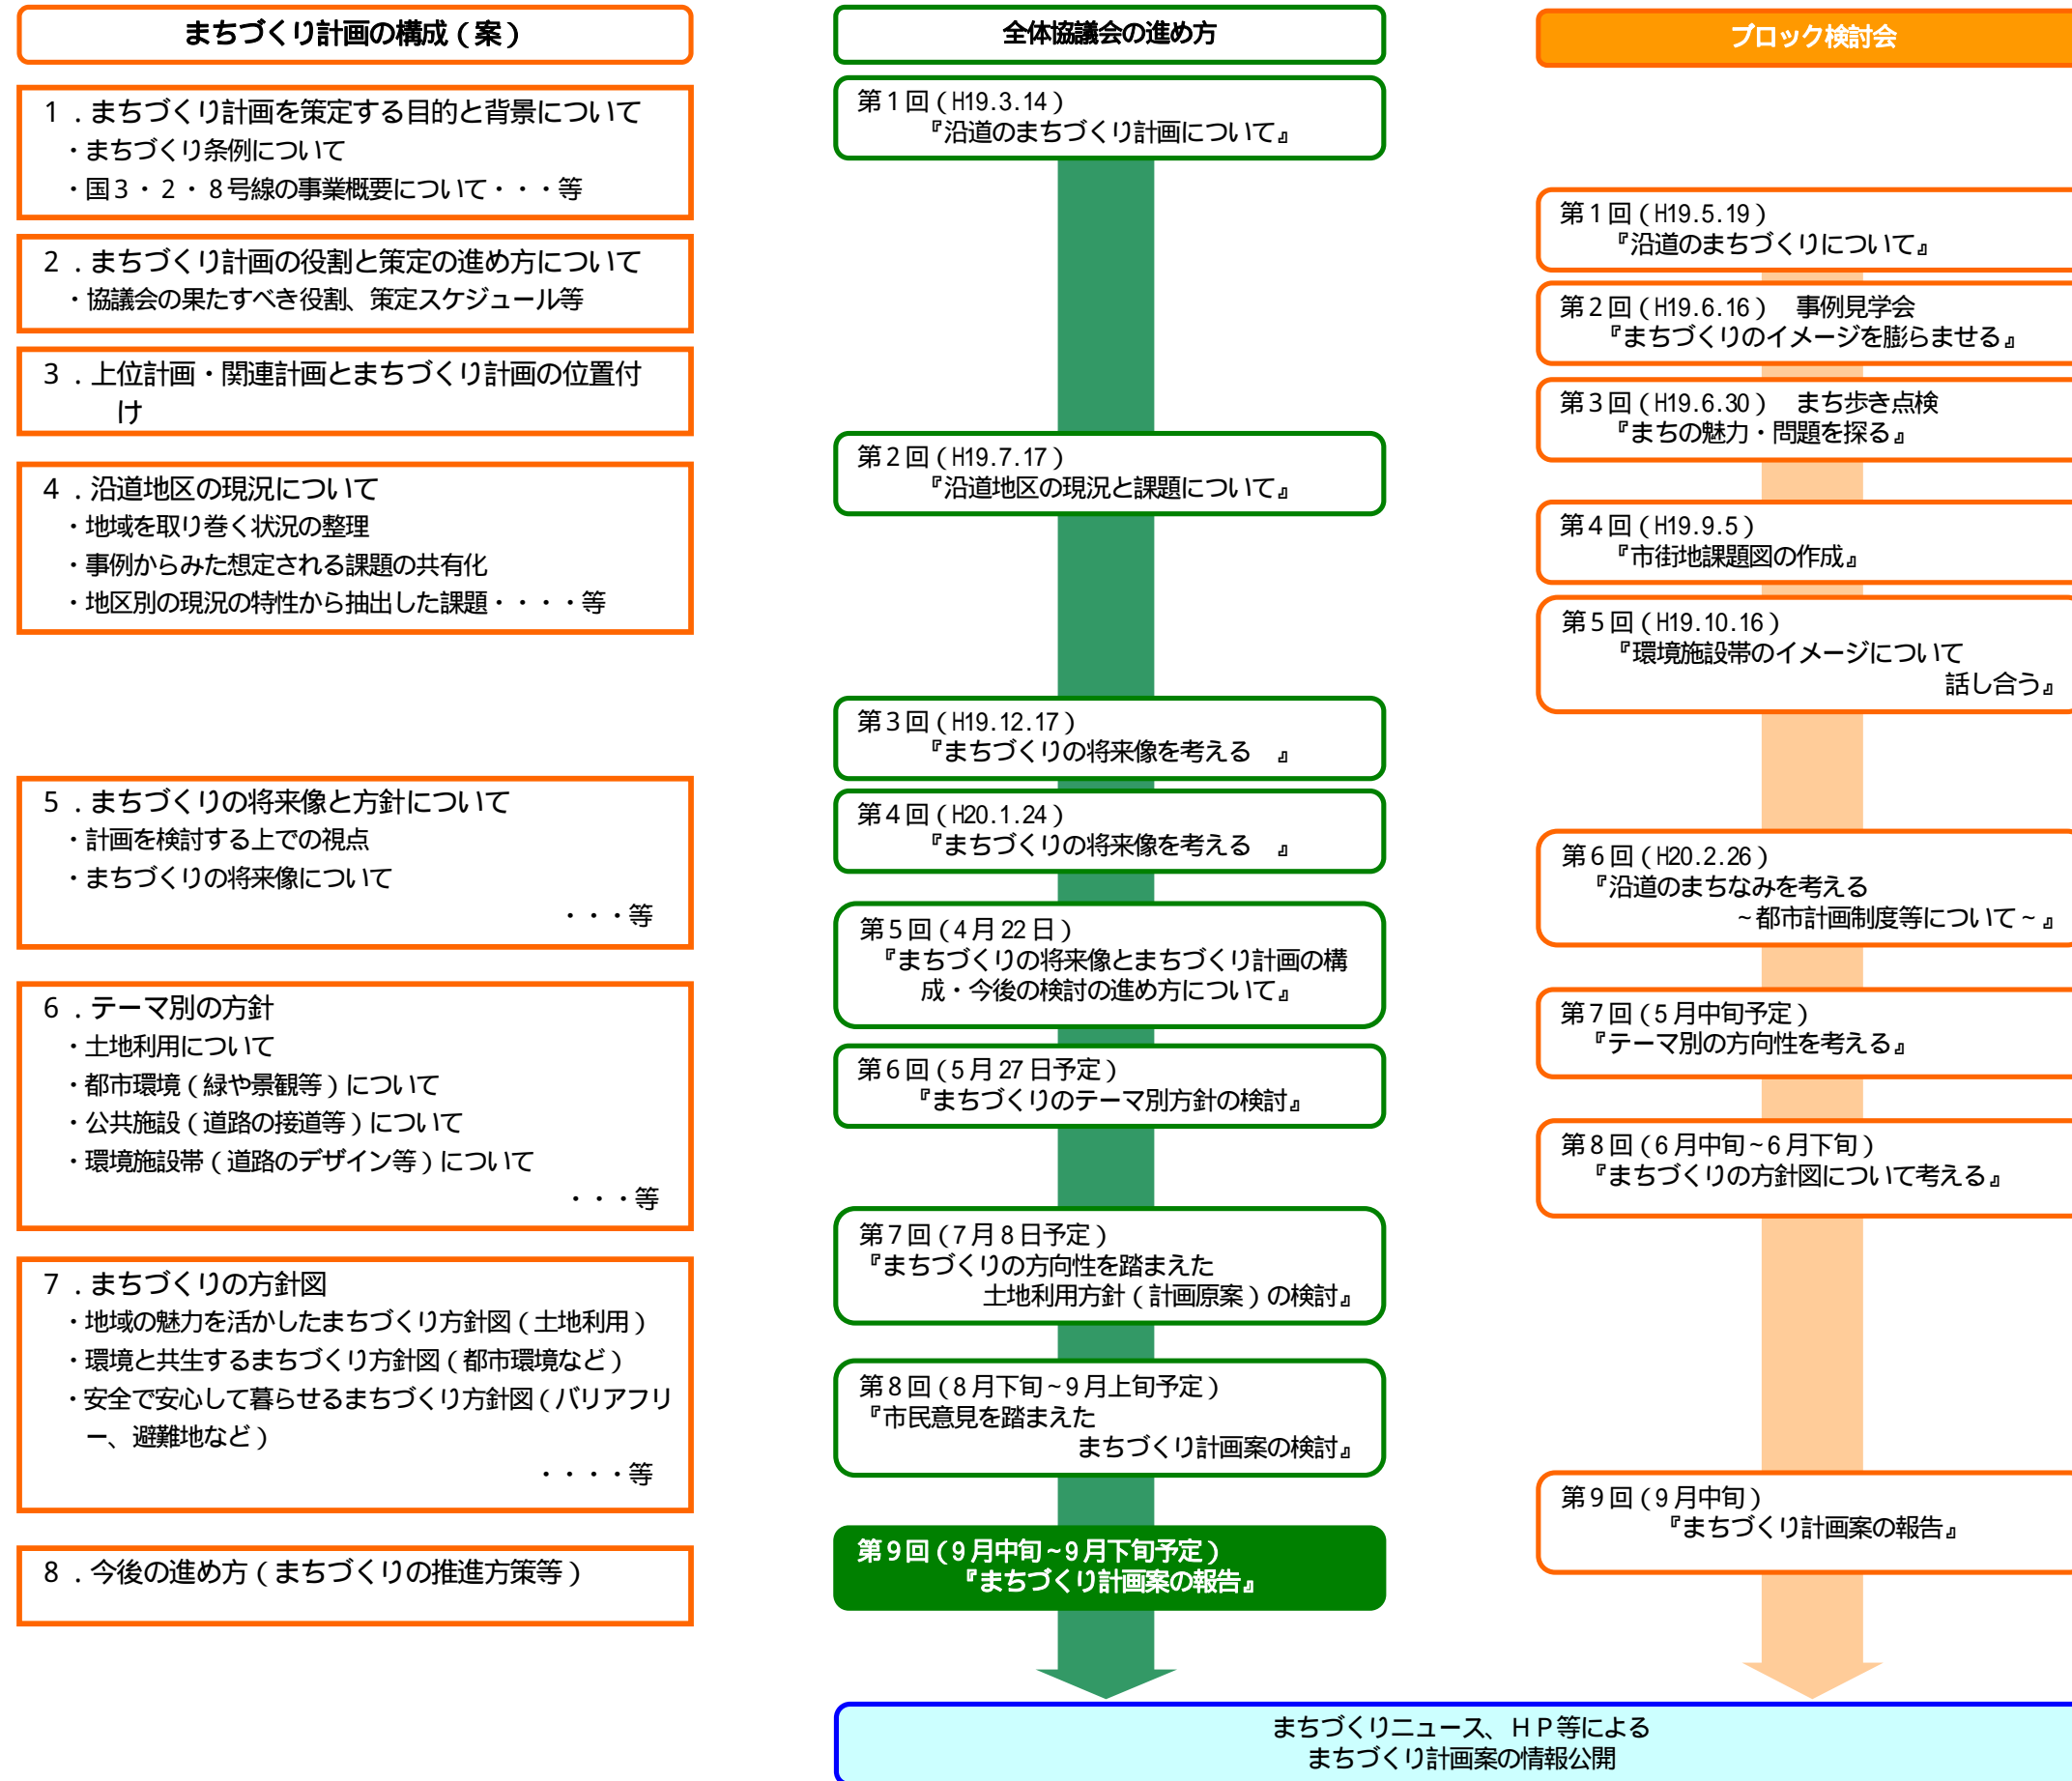 まちづくり計画の構成（案）
1．まちづくり計画を策定する目的と背景について
・まちづくり条例について
・国3・2・8号線の事業概要について・・・等
2．まちづくり計画の役割と策定の進め方について
・協議会の果たすべき役割、策定スケジュール等
3．上位計画・関連計画とまちづくり計画の位置付
け
4．沿道地区の現況について
・地域を取り巻く状況の整理
・事例からみた想定される課題の共有化
・地区別の現況の特性から抽出した課題・・・・等
5．まちづくりの将来像と方針について
・計画を検討する上での視点
・まちづくりの将来像について
・・・等
6．テーマ別の方針
・土地利用について
・都市環境（緑や景観等）について
・公共施設（道路の接道等）について
・環境施設帯（道路のデザイン等）について
・・・等
7．まちづくりの方針図
・地域の魅力を活かしたまちづくり方針図（土地利用）
・環境と共生するまちづくり方針図（都市環境など）
・安全で安心して暮らせるまちづくり方針図（バリアフリ
ー、避難地など）
・・・・等
8．今後の進め方（まちづくりの推進方策等）
全体協議会の進め方
第1回（H19.3.14）
『沿道のまちづくり計画について』
第2回（H19.7.17）
『沿道地区の現況と課題について』
第3回（H19.12.17）
『まちづくりの将来像を考える　』
第4回（H20.1.24）
『まちづくりの将来像を考える　』
第5回（4月22日）
『まちづくりの将来像とまちづくり計画の構
成・今後の検討の進め方について』
第6回（5月27日予定）
『まちづくりのテーマ別方針の検討』
第7回（7月8日予定）
『まちづくりの方向性を踏まえた
土地利用方針（計画原案）の検討』
第8回（8月下旬~9月上旬予定）
『市民意見を踏まえた
まちづくり計画案の検討』
第9回（9月中旬~9月下旬予定）
『まちづくり計画案の報告』
ブロック検討会
第1回（H19.5.19）
『沿道のまちづくりについて』
第2回（H19.6.16）　事例見学会
『まちづくりのイメージを膨らませる』
第3回（H19.6.30）　まち歩き点検
『まちの魅力・問題を探る』
第4回（H19.9.5）
『市街地課題図の作成』
第5回（H19.10.16）
『環境施設帯のイメージについて
話し合う』
第6回（H20.2.26）
『沿道のまちなみを考える
~都市計画制度等について~』
第7回（5月中旬予定）
『テーマ別の方向性を考える』
第8回（6月中旬~6月下旬）
『まちづくりの方針図について考える』
第9回（9月中旬）
『まちづくり計画案の報告』
まちづくりニュース、ＨＰ等による
まちづくり計画案の情報公開